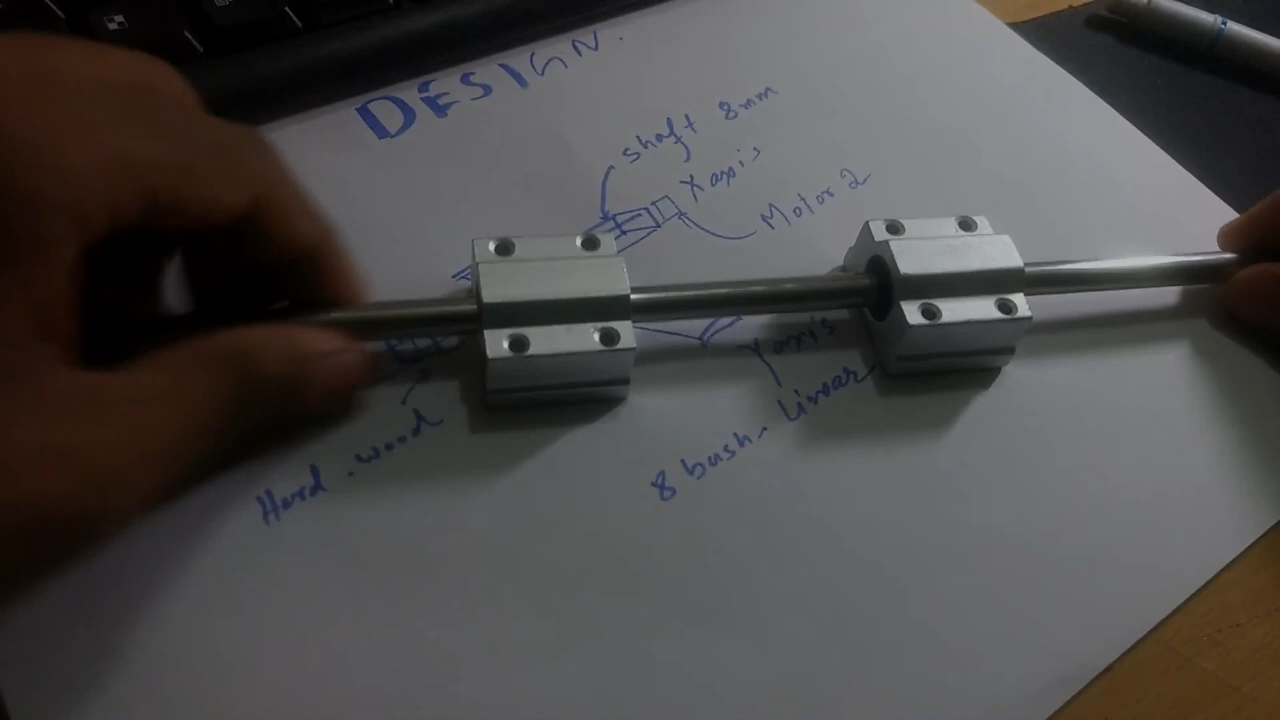 DESIGN.
shaft 8mm
X axis
Motor 2
Y axis
8 bush. Linear
Hard.wood